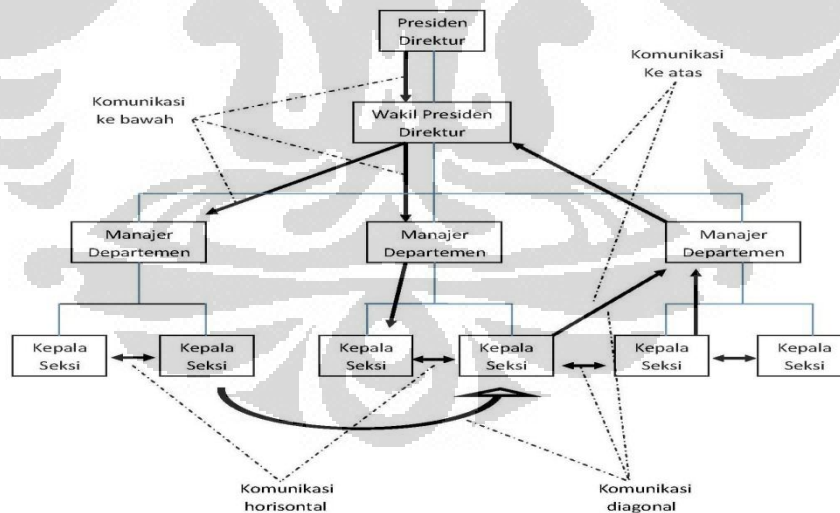 Presiden
Direktur
Komunikasi
Ke atas
Komunikasi
ke bawah
Wakil Presiden
Direktur
Manajer
Departemen
Manajer
Departemen
Manajer
Departemen
Kepala
Seksi
Kepala
Seksi
Kepala
Seksi
Kepala
Seksi
Kepala
Seksi
Kepala
Seksi
Komunikasi
horisontal
Komunikasi
diagonal